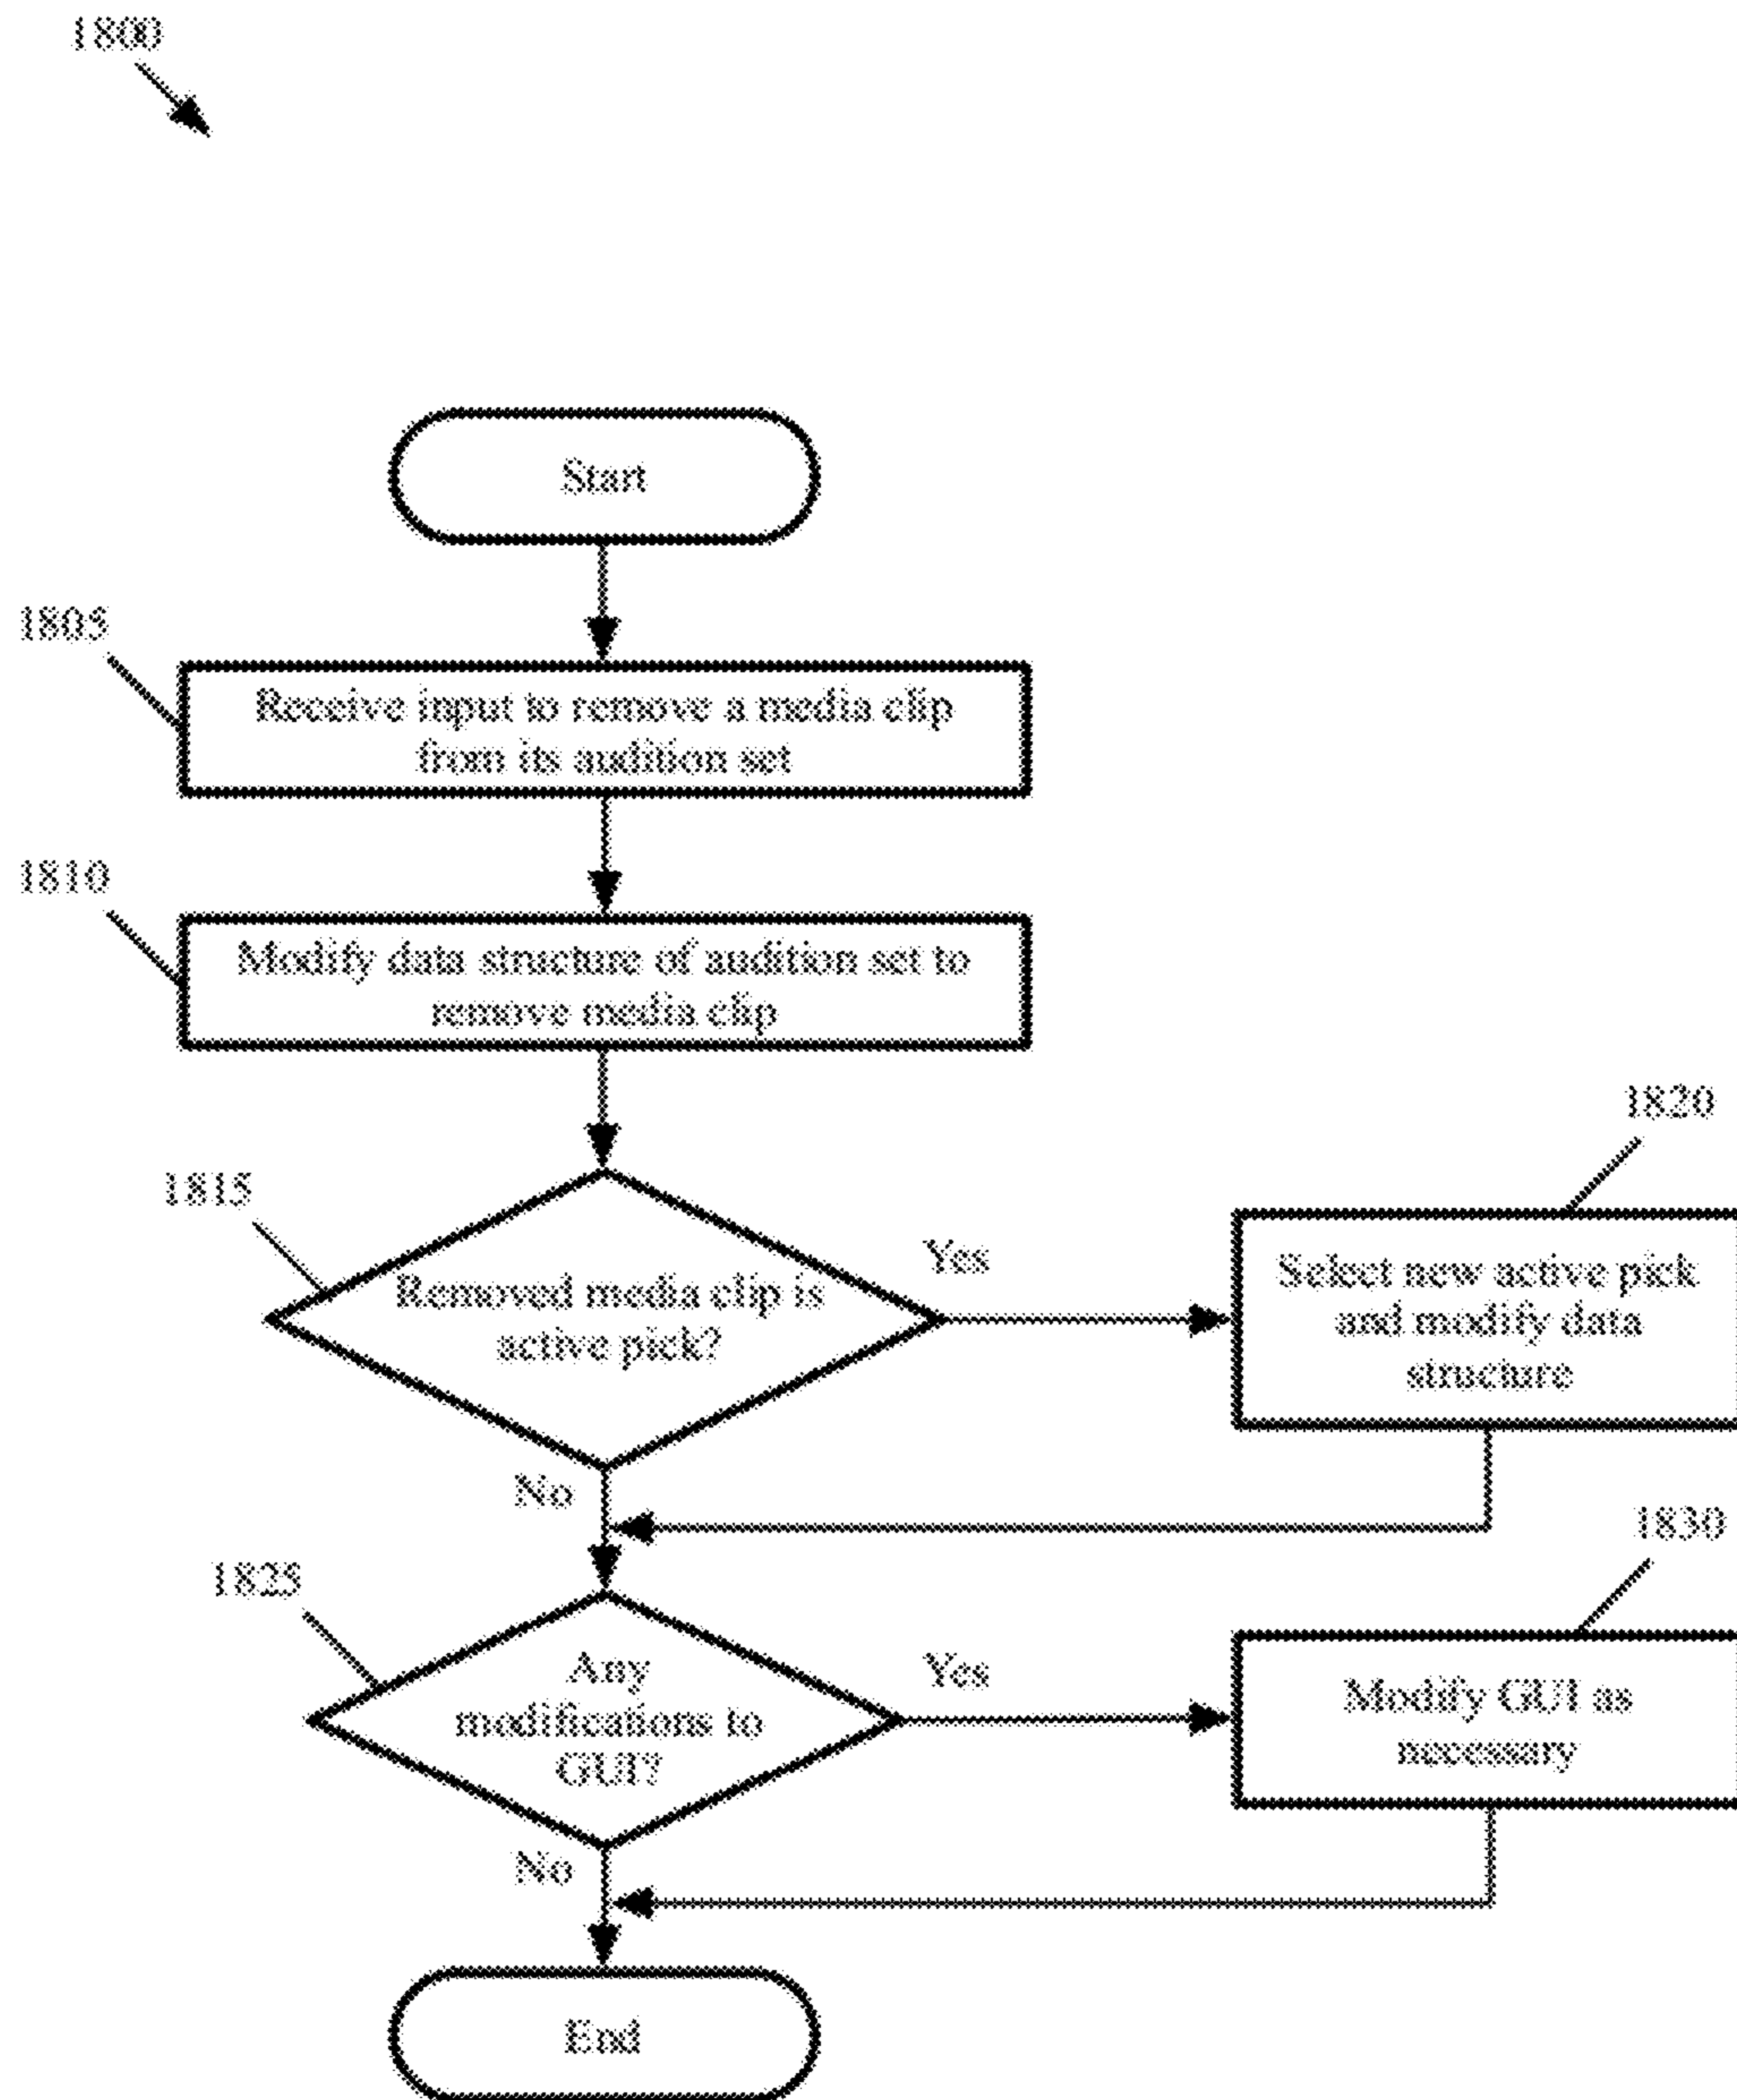 1800
Start
1805
Receive input to remove a media clip
from its audition set
1810
Modify data structure of audition set to
remove media clip
1815
Removed media clip is
active pick?
Yes
1820
Select new active pick
and modify data
structure
No
1825
Any
modifications to
GUI?
Yes
1830
Modify GUI as
necessary
No
End